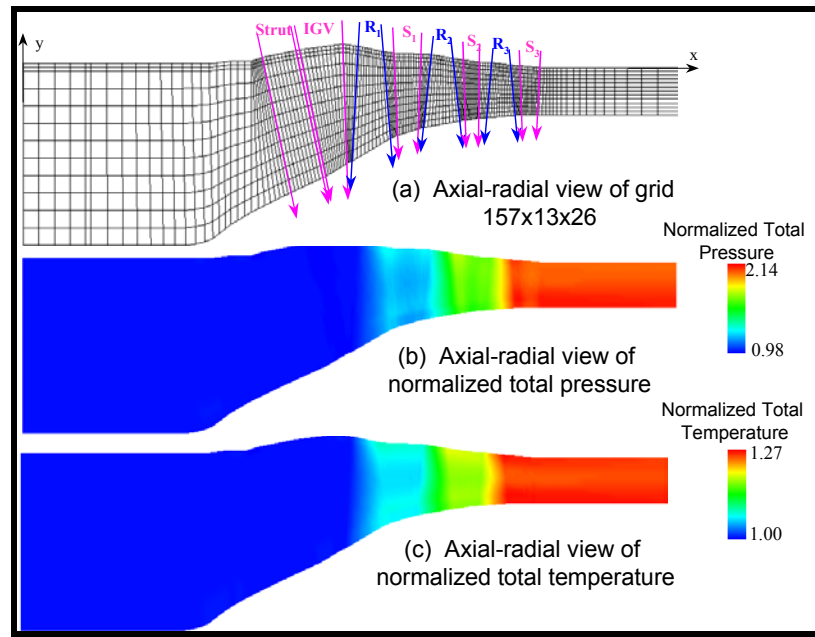 y
Strut IGV R1 S1 R2 S2 R3 S3
x
(a) Axial-radial view of grid
157x13x26
Normalized Total
Pressure
2.14
0.98
(b) Axial-radial view of
normalized total pressure
Normalized Total
Temperature
1.27
1.00
(c) Axial-radial view of
normalized total temperature